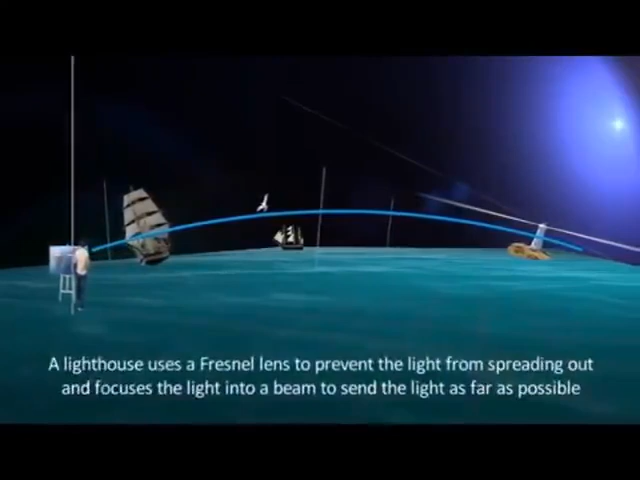 A lighthouse uses a Fresnel lens to prevent the light from spreading out
and focuses the light into a beam to send the light as far as possible